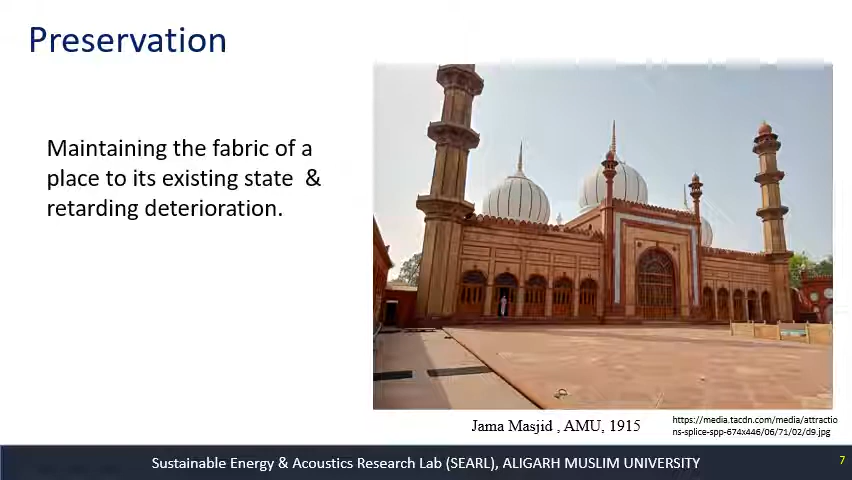 Preservation
Maintaining the fabric of a
place to its existing state  &
retarding deterioration.
Jama Masjid , AMU, 1915
https://media.tacdn.com/media/attractio
ns-splice-spp-674x446/06/71/02/d9.jpg
Sustainable Energy & Acoustics Research Lab (SEARL), ALIGARH MUSLIM UNIVERSITY
7